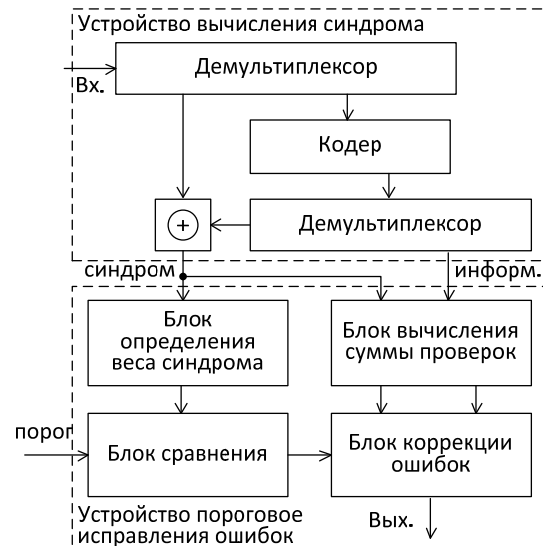 Устройство вычисления синдрома
Демультиплексор
Вх.
Кодер
Демультиплексор
синдром
информ.
Блок
определения
веса синдрома
Блок вычисления
суммы проверок
порог
Блок сравнения
Блок коррекции
ошибок
Устройство пороговое
исправления ошибок
Вых.